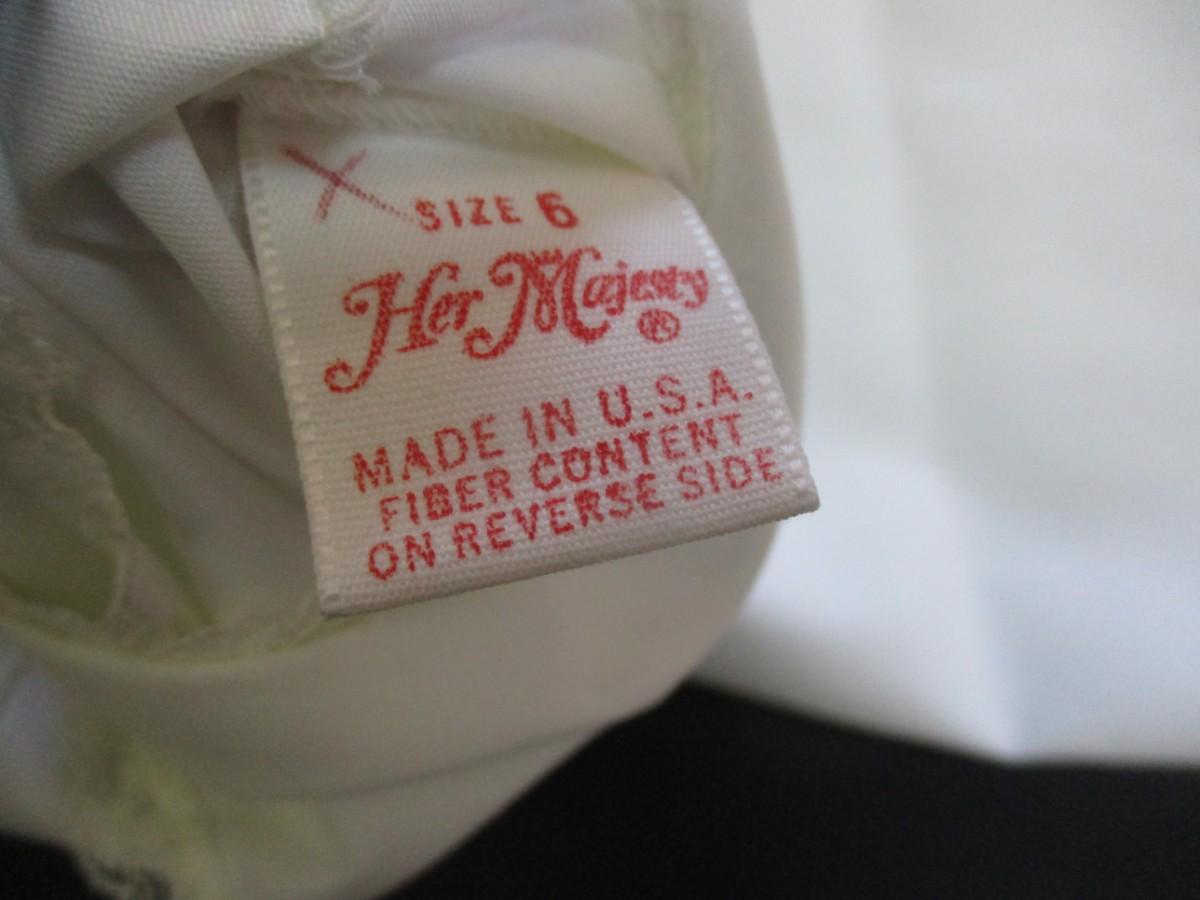 SIZE 6
Her Majesty ®
MADE IN U.S.A.
FIBER CONTENT
ON REVERSE SIDE